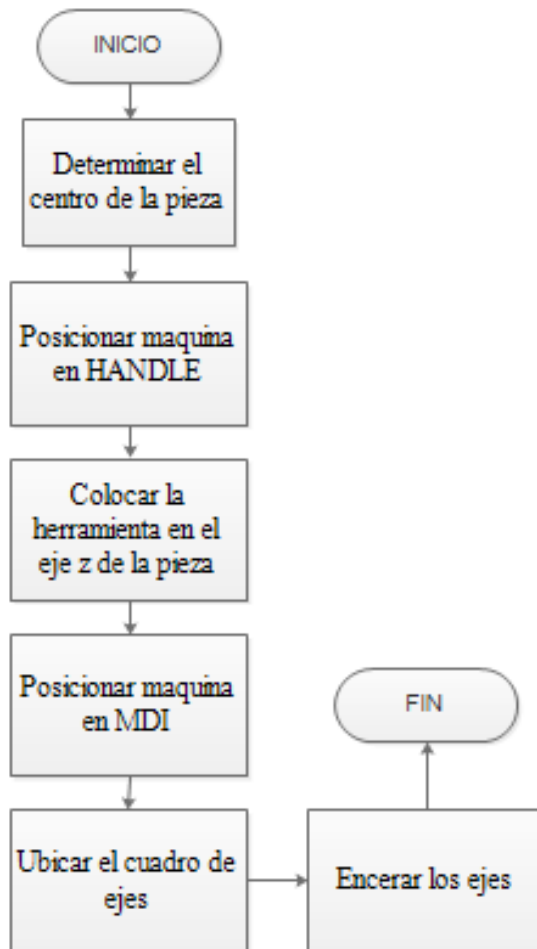 INICIO
Determinar el
centro de la pieza
Posicionar maquina
en HANDLE
Colocar la
herramienta en el
eje z de la pieza
Posicionar maquina
en MDI
Ubicar el cuadro de
ejes
Encerar los ejes
FIN